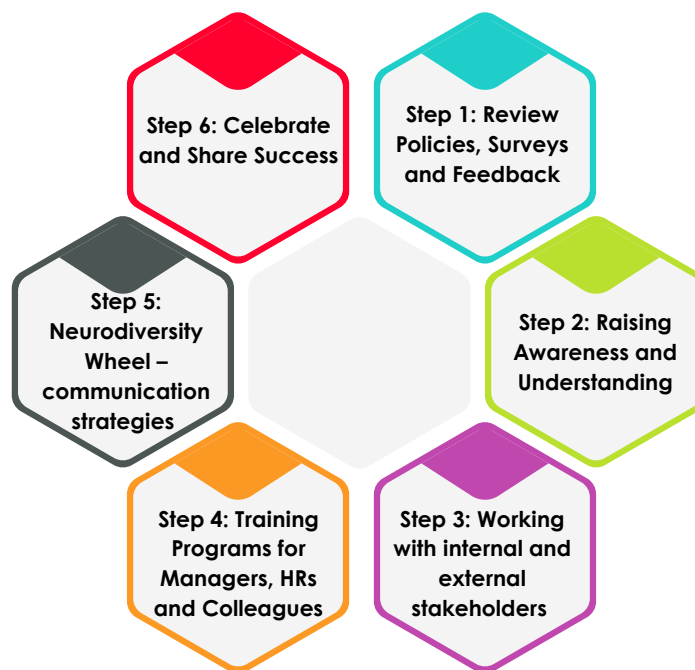 Step 1: Review
Policies, Surveys
and Feedback
Step 2: Raising
Awareness and
Understanding
Step 3: Working
with internal and
external
stakeholders
Step 4: Training
Programs for
Managers, HRs
and Colleagues
Step 5:
Neurodiversity
Wheel –
communication
strategies
Step 6: Celebrate
and Share Success